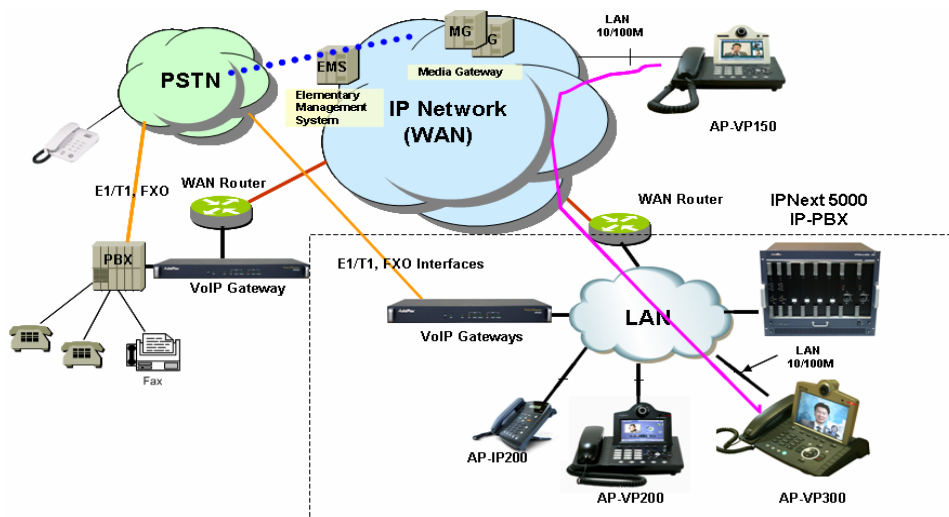 LAN
10/100M
MG
G
EMS
Media Gateway
PSTN
Elementary
Management
System
IP Network
(WAN)
AP-VP150
E1/T1, FXO
WAN Router
WAN Router
IPNext 5000
IP-PBX
PBX
E1/T1, FXO Interfaces
VoIP Gateway
LAN
VoIP Gateways
LAN
10/100M
Fax
AP-IP200
AP-VP200
AP-VP300